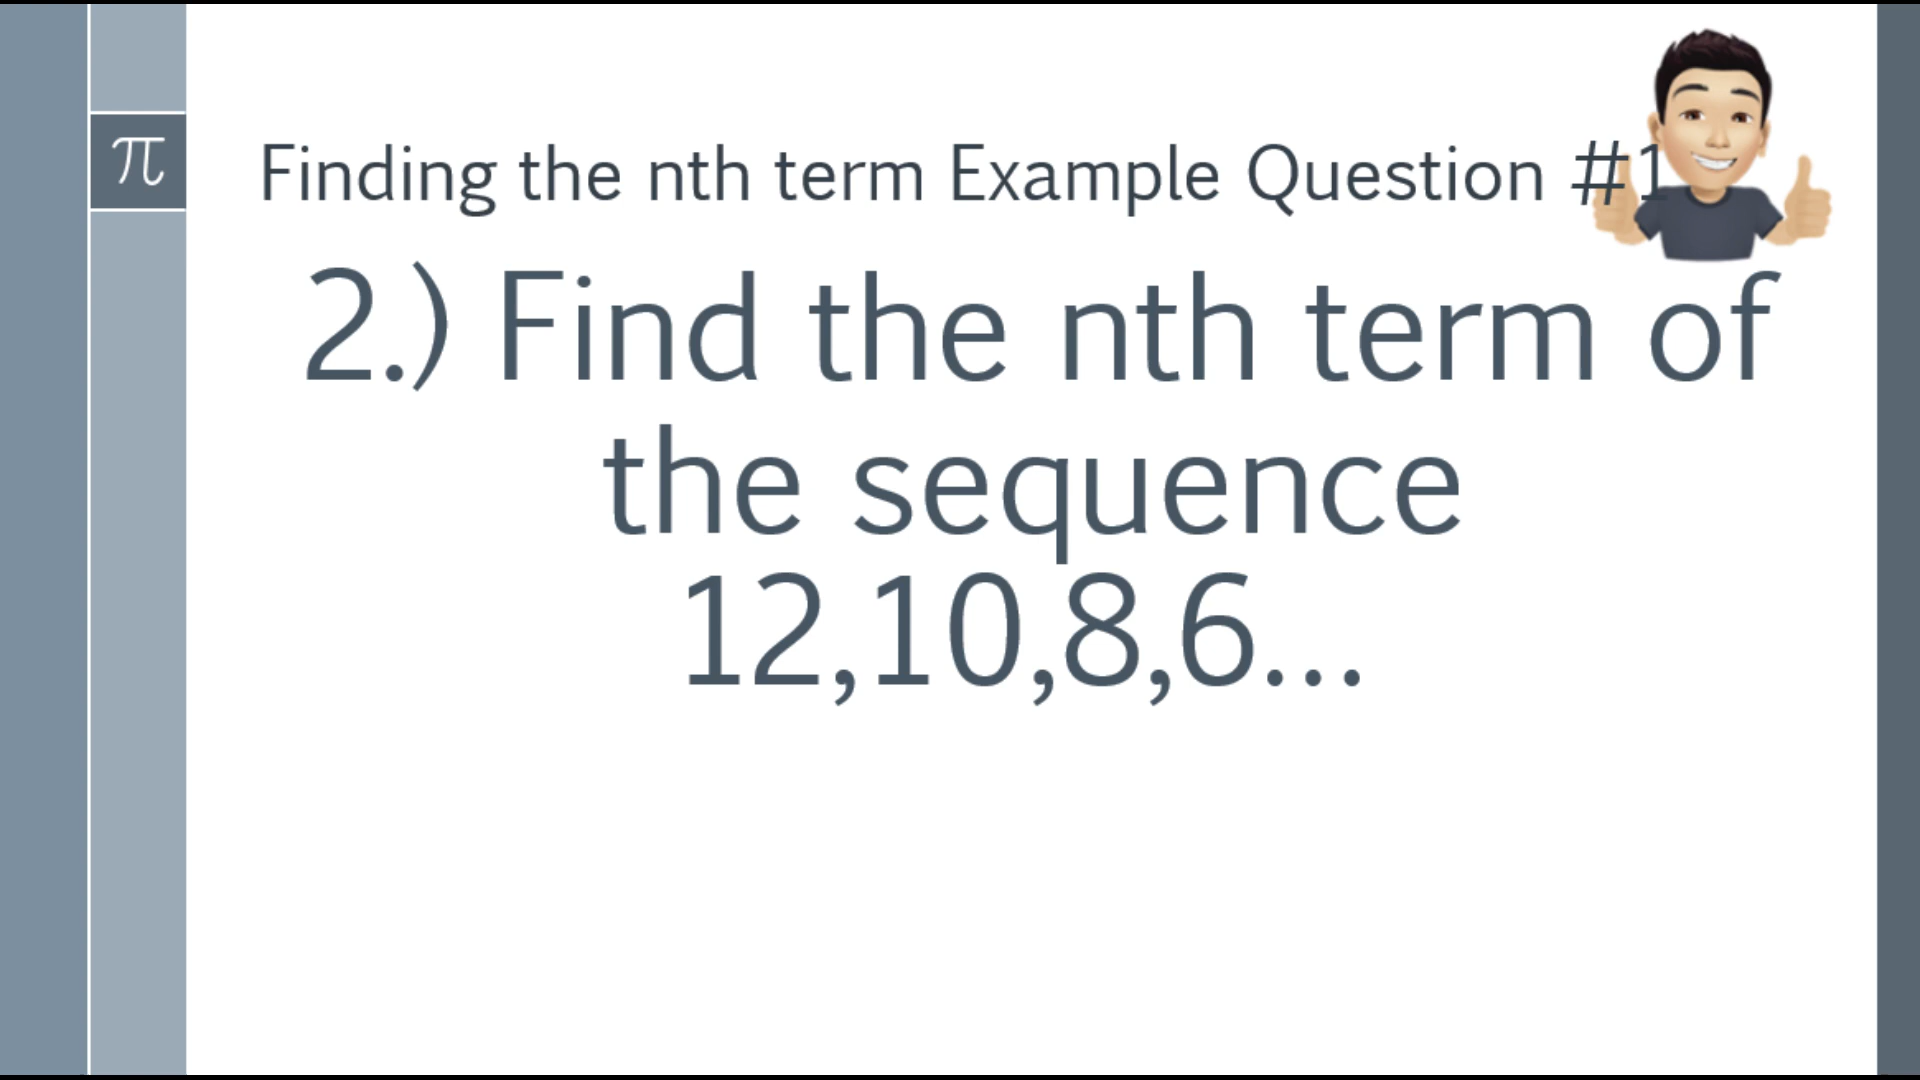 π
Finding the nth term Example Question #1
2.) Find the nth term of
the sequence
12,10,8,6...